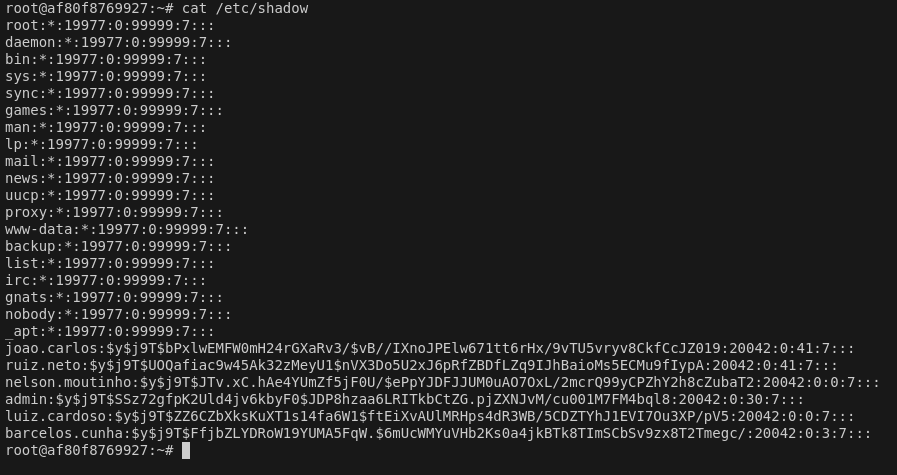 root@af80f8769927:~# cat /etc/shadow
root:*:19977:0:99999:7:::
daemon:*:19977:0:99999:7:::
bin:*:19977:0:99999:7:::
sys:*:19977:0:99999:7:::
sync:*:19977:0:99999:7:::
games:*:19977:0:99999:7:::
man:*:19977:0:99999:7:::
lp:*:19977:0:99999:7:::
mail:*:19977:0:99999:7:::
news:*:19977:0:99999:7:::
uucp:*:19977:0:99999:7:::
proxy:*:19977:0:99999:7:::
www-data:*:19977:0:99999:7:::
backup:*:19977:0:99999:7:::
list:*:19977:0:99999:7:::
irc:*:19977:0:99999:7:::
gnats:*:19977:0:99999:7:::
nobody:*:19977:0:99999:7:::
_apt:*:19977:0:99999:7:::
joao.carlos:$y$j9T$bPxlwEMFW0mH24rGXaRv3/$vB//IXnoJPElw671tt6rHx/9vTU5vryv8CkfCcJZ019:20042:0:41:7:::
ruiz.neto:$y$j9T$UOQafiac9w45Ak32zMeyU1$nVX3Do5U2xJ6pRfZBDfLZq9IJhBaioMs5ECMu9fIypA:20042:0:41:7:::
nelson.moutinho:$y$j9T$JTv.xC.hAe4YUmZf5jF0U/$ePpYJDFJJUM0uAO7OxL/2mcrQ99yCPZhY2h8cZubaT2:20042:0:0:7:::
admin:$y$j9T$SSz72gfpK2Uld4jv6kbyF0$JDP8hzaa6LRITkbCtZG.pjZXNJvM/cu001M7FM4bql8:20042:0:30:7:::
luiz.cardoso:$y$j9T$ZZ6CZbXksKuXT1s14fa6W1$ftEiXvAUlMRHps4dR3WB/5CDZTYhJ1EVI7Ou3XP/pV5:20042:0:0:7:::
barcelos.cunha:$y$j9T$FfjbZLYDRoW19YUMA5FqW.$6mUcWMYuVHb2Ks0a4jkBTk8TImSCbSv9zx8T2Tmegc/:20042:0:3:7:::
root@af80f8769927:~#